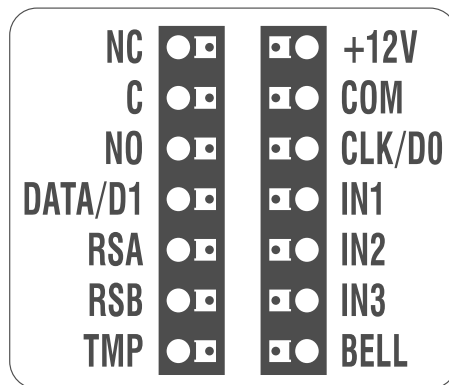 NC +12V
C COM
NO CLK/D0
DATA/D1 IN1
RSA IN2
RSB IN3
TMP BELL